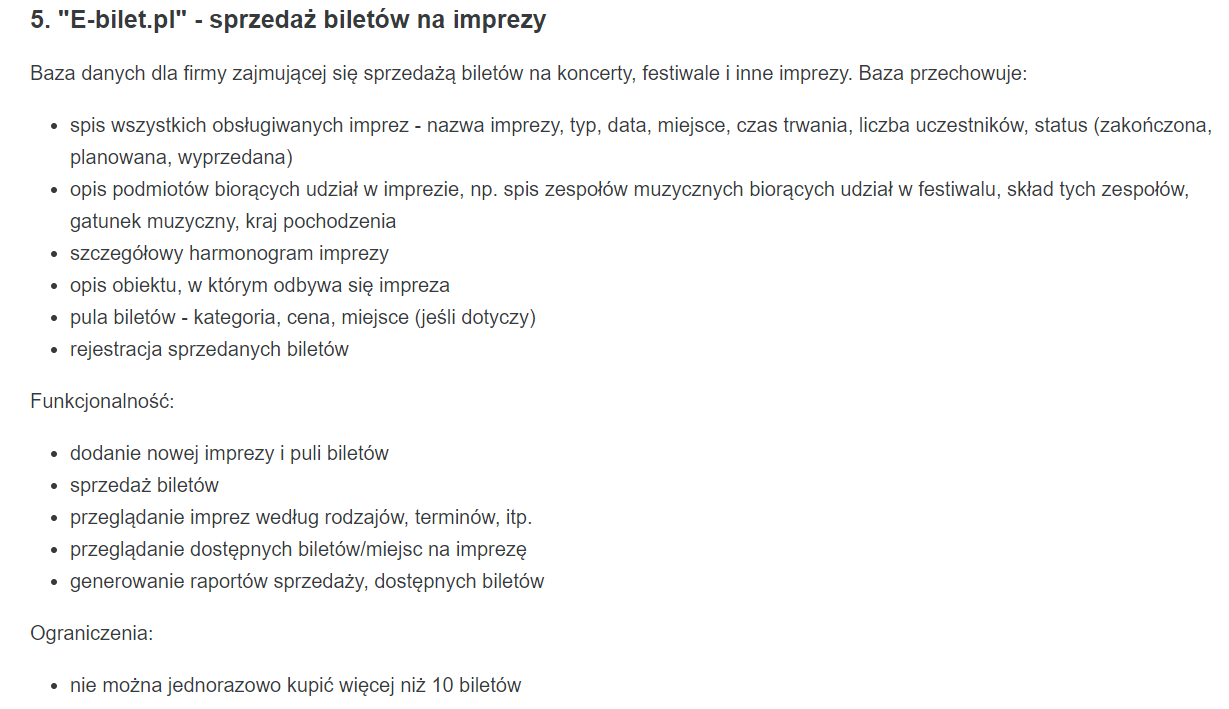 5. "E-bilet.pl" - sprzedaż biletów na imprezy
Baza danych dla firmy zajmującej się sprzedażą biletów na koncerty, festiwale i inne imprezy. Baza przechowuje:
• spis wszystkich obsługiwanych imprez - nazwa imprezy, typ, data, miejsce, czas trwania, liczba uczestników, status (zakończona,
planowana, wyprzedana)
• opis podmiotów biorących udział w imprezie, np. spis zespołów muzycznych biorących udział w festiwalu, skład tych zespołów,
gatunek muzyczny, kraj pochodzenia
• szczegółowy harmonogram imprezy
• opis obiektu, w którym odbywa się impreza
• pula biletów - kategoria, cena, miejsce (jeśli dotyczy)
• rejestracja sprzedanych biletów
Funkcjonalność:
• dodanie nowej imprezy i puli biletów
• sprzedaż biletów
• przeglądanie imprez według rodzajów, terminów, itp.
• przeglądanie dostępnych biletów/miejsc na imprezę
• generowanie raportów sprzedaży, dostępnych biletów
Ograniczenia:
• nie można jednorazowo kupić więcej niż 10 biletów